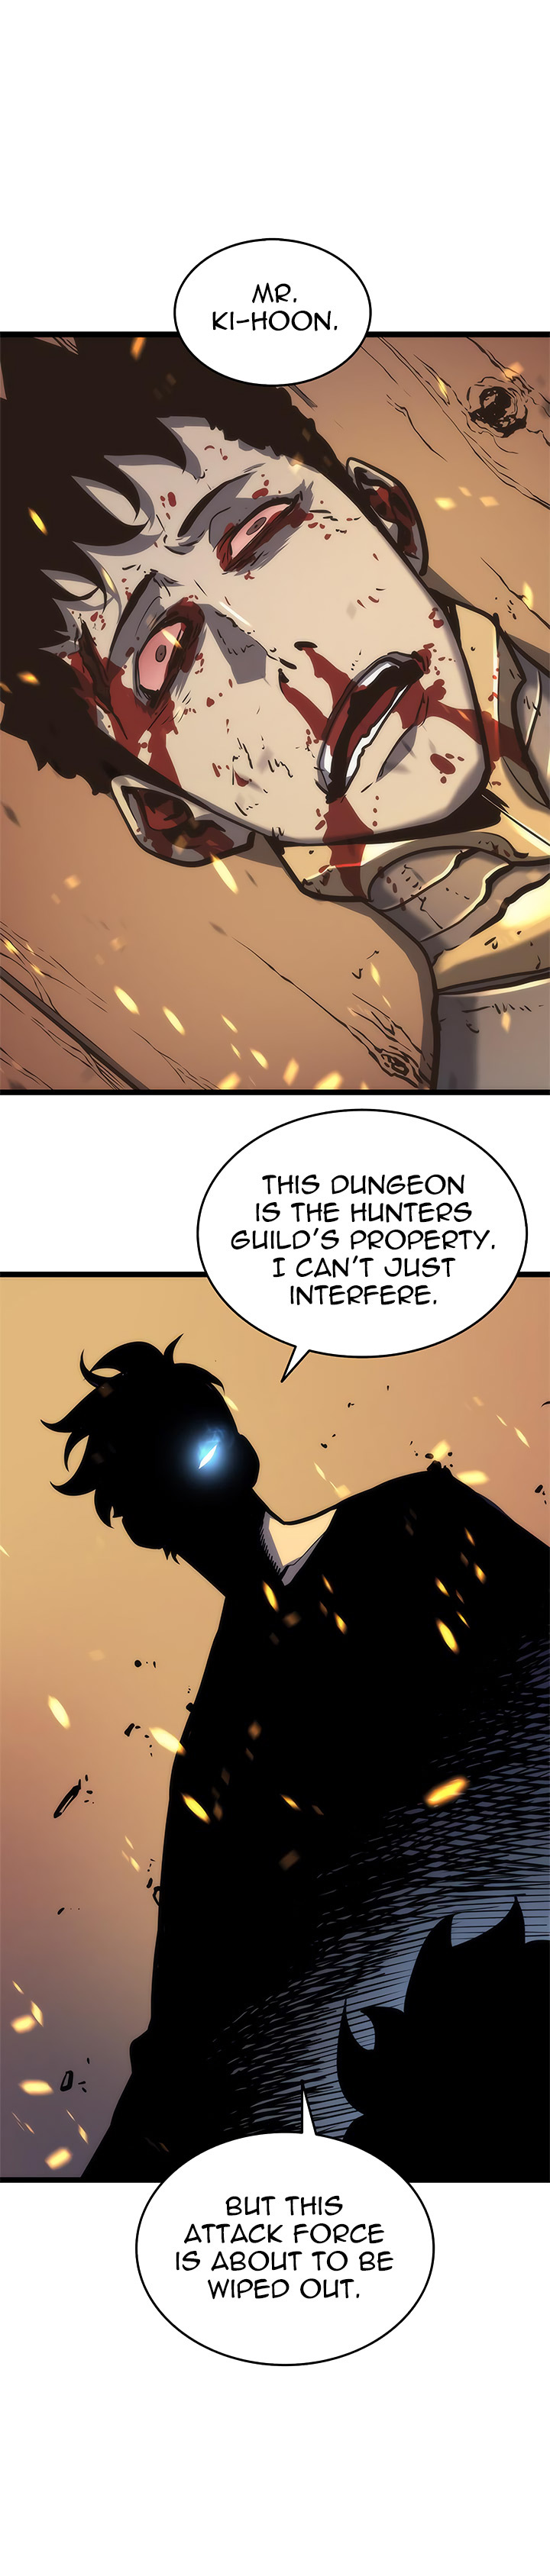 MR.
KI-HOON.
THIS DUNGEON
IS THE HUNTERS
GUILD'S PROPERTY.
I CAN'T JUST
INTERFERE.
BUT THIS
ATTACK FORCE
IS ABOUT TO BE
WIPED OUT.